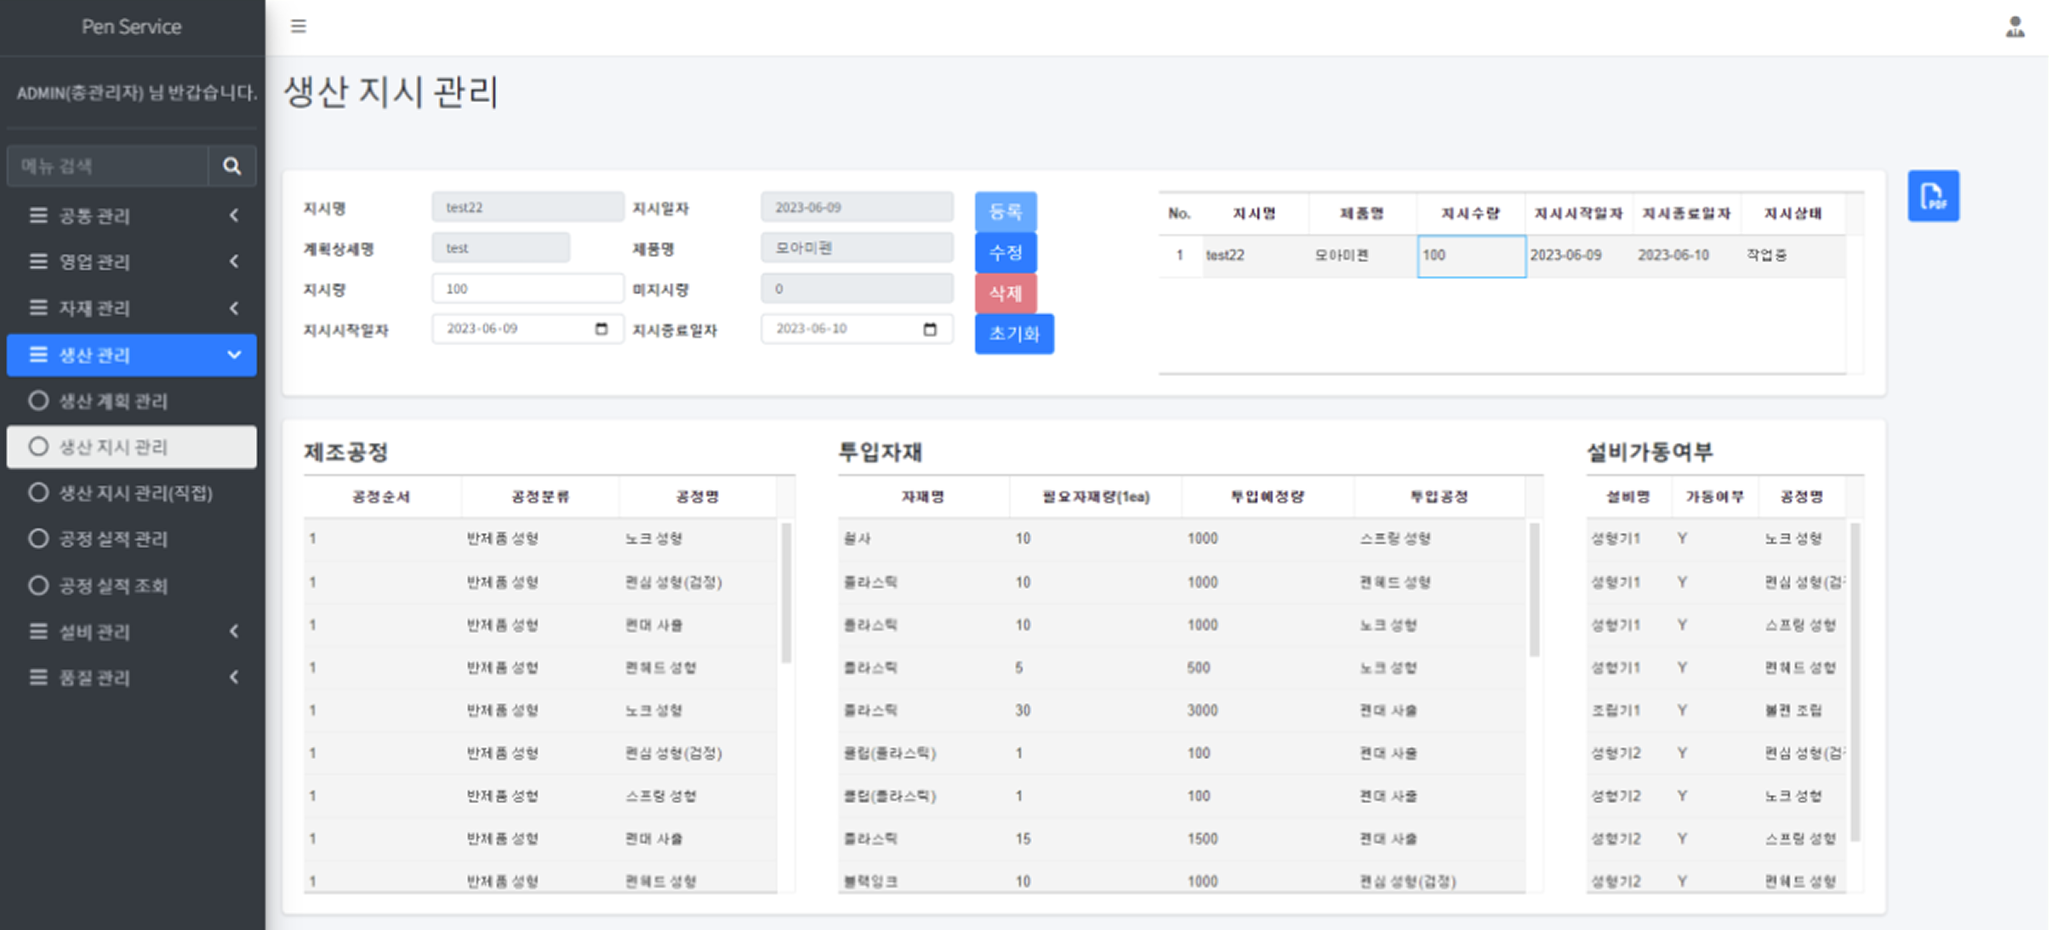 Pen Service
ADMIN(총관리자) 님 반갑습니다.
메뉴 검색
공통 관리
영업 관리
자재 관리
생산 관리
생산 계획 관리
생산 지시 관리
생산 지시 관리(직접)
공정 실적 관리
공정 실적 조회
설비 관리
품질 관리
생산 지시 관리
지시명 test22 지시일자 2023-06-09 등록
계획상세명 test 제품명 모아미펜 수정
지시량 100 미지시량 0 삭제
지시시작일자 2023-06-09 지시종료일자 2023-06-10 초기화
No. 지시명 제품명 지시수량 지시시작일자 지시종료일자 지시상태
1 test22 모아미펜 100 2023-06-09 2023-06-10 작업중
PDF
제조공정
공정순서 공정분류 공정명
1 반제품 성형 노크 성형
1 반제품 성형 펜심 성형(검정)
1 반제품 성형 펜대 사출
1 반제품 성형 펜헤드 성형
1 반제품 성형 노크 성형
1 반제품 성형 펜심 성형(검정)
1 반제품 성형 스프링 성형
1 반제품 성형 펜대 사출
1 반제품 성형 펜헤드 성형
투입자재
자재명 필요자재량(1ea) 투입예정량 투입공정
철사 10 1000 스프링 성형
플라스틱 10 1000 펜헤드 성형
플라스틱 10 1000 노크 성형
플라스틱 5 500 노크 성형
플라스틱 30 3000 펜대 사출
클립(플라스틱) 1 100 펜대 사출
클립(플라스틱) 1 100 펜대 사출
플라스틱 15 1500 펜대 사출
블랙잉크 10 1000 펜심 성형(검정)
설비가동여부
설비명 가동여부 공정명
성형기1 Y 노크 성형
성형기1 Y 펜심 성형(검
성형기1 Y 스프링 성형
성형기1 Y 펜헤드 성형
조립기1 Y 볼펜 조립
성형기2 Y 펜심 성형(검
성형기2 Y 노크 성형
성형기2 Y 스프링 성형
성형기2 Y 펜헤드 성형